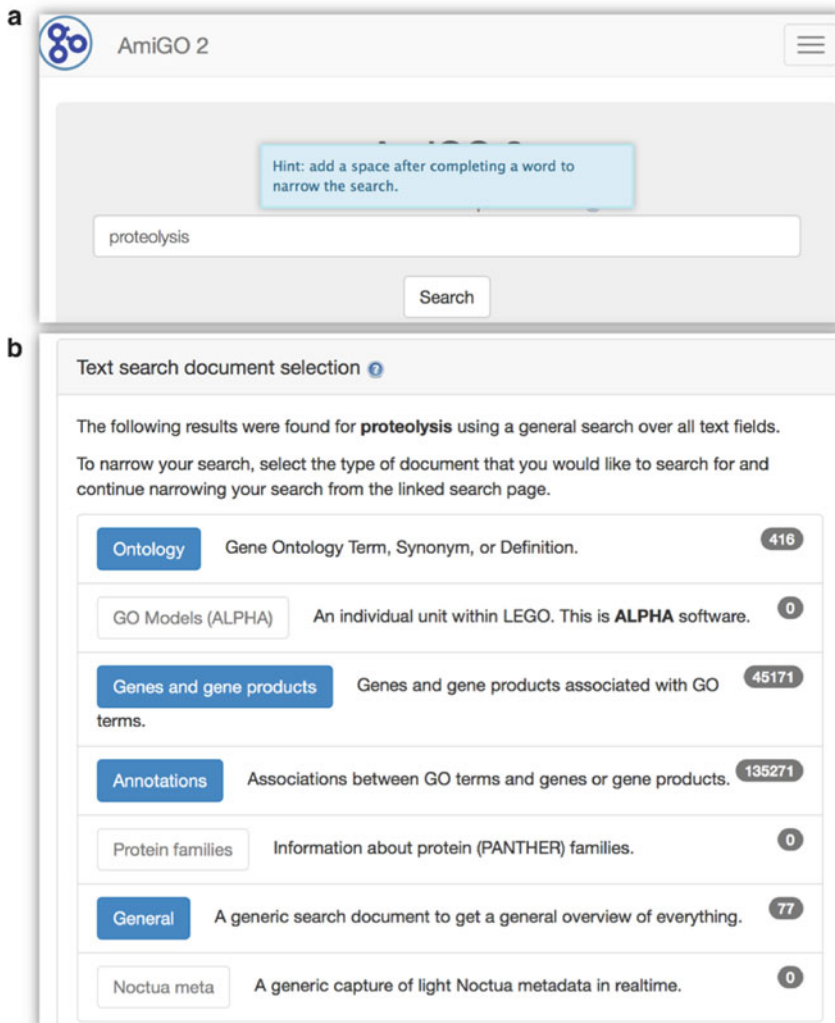 a
go
AmiGO 2
Hint: add a space after completing a word to
narrow the search.
proteolysis
Search
b
Text search document selection ?
The following results were found for proteolysis using a general search over all text fields.
To narrow your search, select the type of document that you would like to search for and
continue narrowing your search from the linked search page.
Ontology Gene Ontology Term, Synonym, or Definition. 416
GO Models (ALPHA) An individual unit within LEGO. This is ALPHA software. 0
Genes and gene products Genes and gene products associated with GO 45171
terms.
Annotations Associations between GO terms and genes or gene products. 135271
Protein families Information about protein (PANTHER) families. 0
General A generic search document to get a general overview of everything. 77
Noctua meta A generic capture of light Noctua metadata in realtime. 0